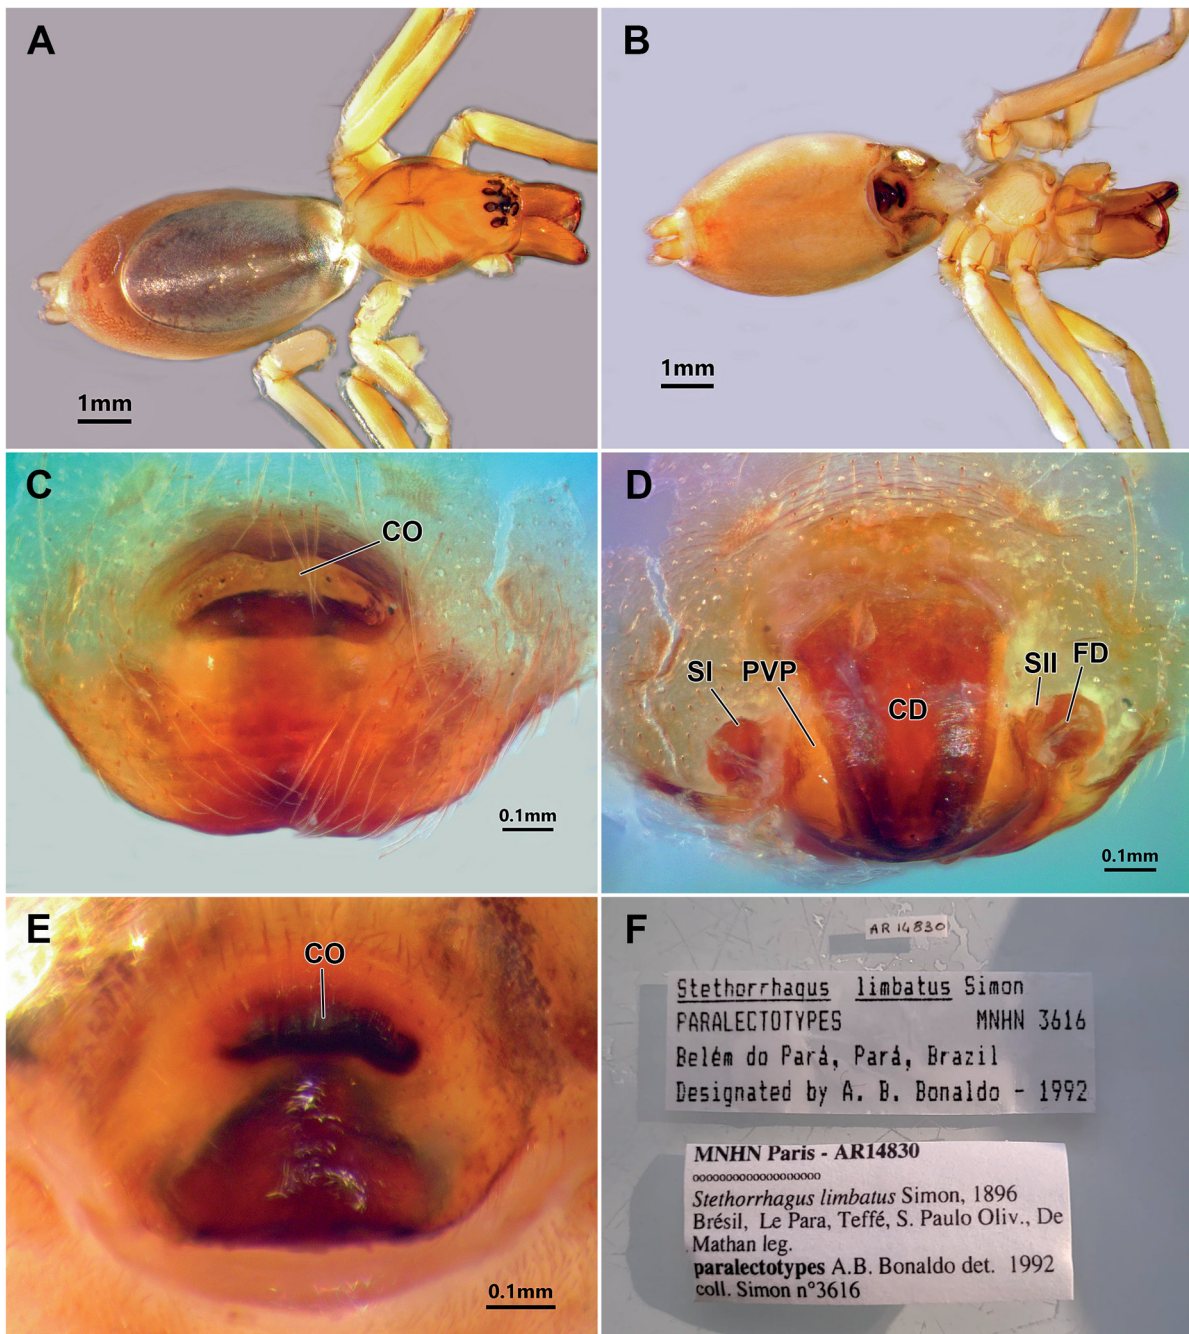 A
1mm
B
1mm
C
CO
0.1mm
D
SI PVP CD SII FD
0.1mm
E
CO
0.1mm
F
AR 14830
Stethorrhagus limbatus Simon
PARALECTOTYPES MNHN 3616
Belém do Pará, Pará, Brazil
Designated by A. B. Bonaldo - 1992
MNHN Paris - AR14830
oooooooooooooooooooo
Stethorrhagus limbatus Simon, 1896
Brésil, Le Para, Teffé, S. Paulo Oliv., De
Mathan leg.
paralectotypes A.B. Bonaldo det. 1992
coll. Simon n°3616